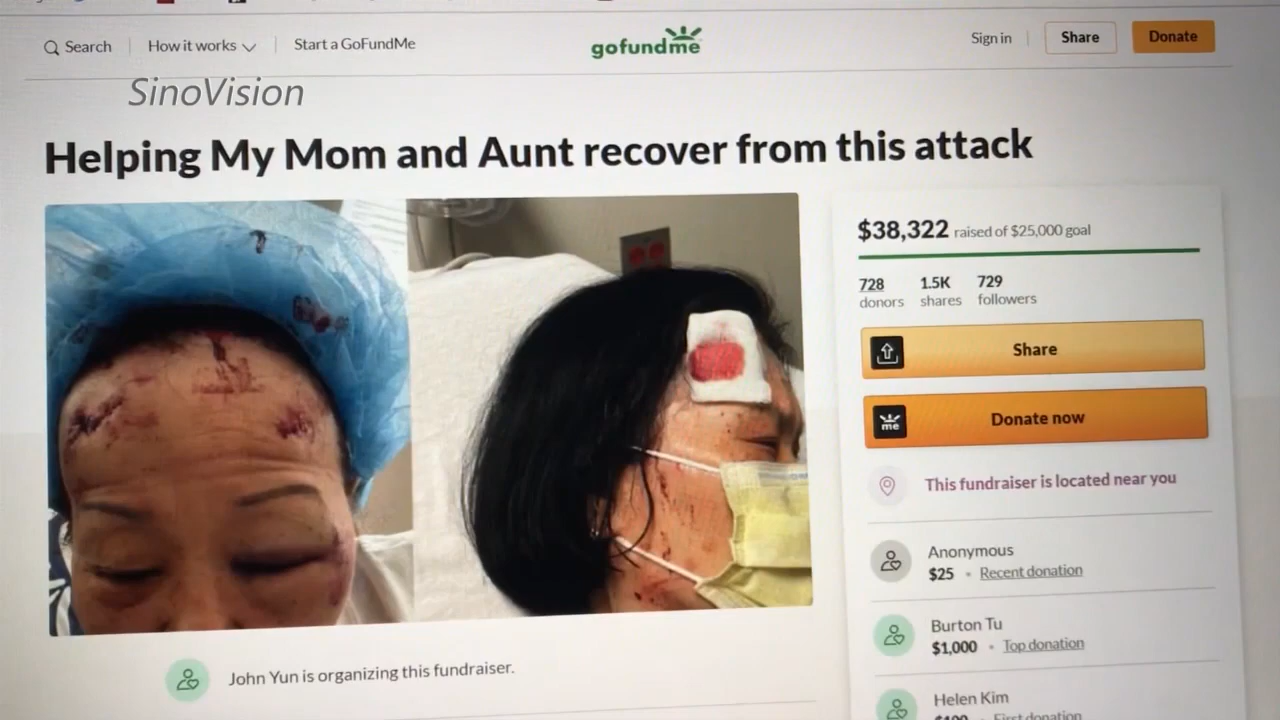 Search
How it works
Start a GoFundMe
gofundme
Sign in
Share
Donate
SinoVision
Helping My Mom and Aunt recover from this attack
$38,322 raised of $25,000 goal
728 donors
1.5K shares
729 followers
Share
me
Donate now
This fundraiser is located near you
Anonymous
$25 • Recent donation
Burton Tu
$1,000 • Top donation
Helen Kim
First donation
John Yun is organizing this fundraiser.